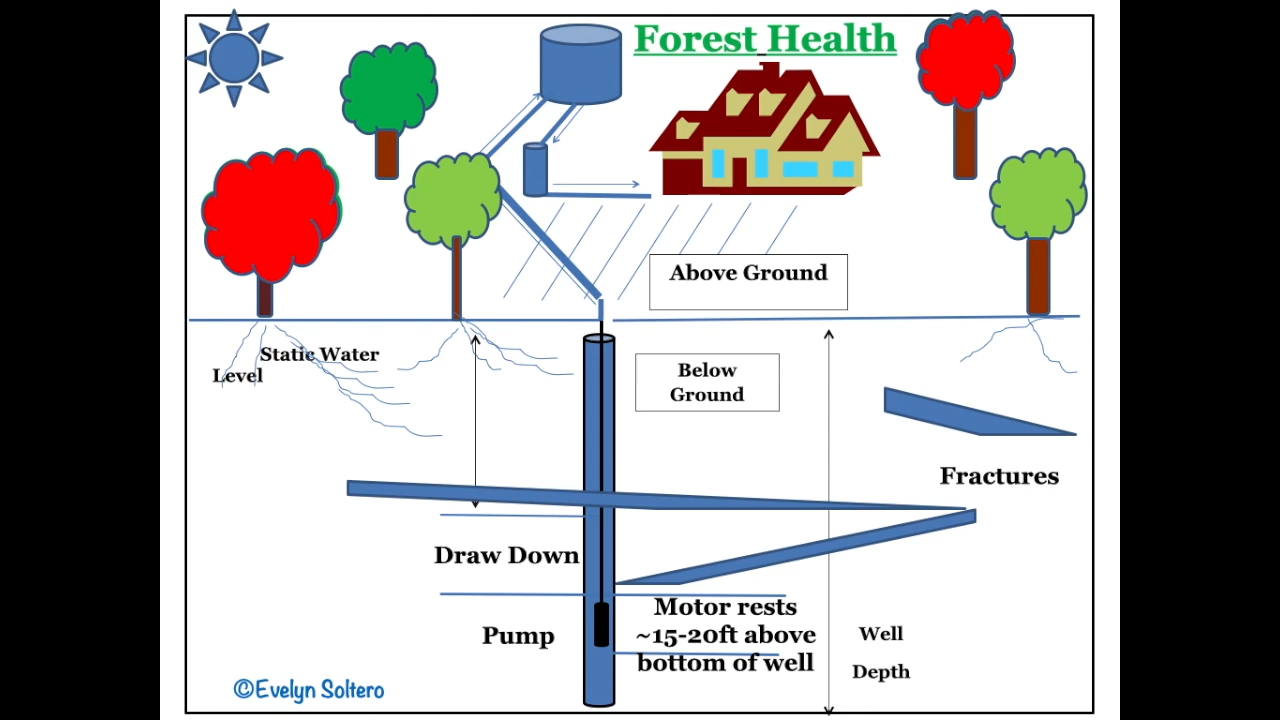 Forest Health
Above Ground
Static Water
Level
Below
Ground
Fractures
Draw Down
Motor rests
~15-20ft above
bottom of well
Pump
Well
Depth
©Evelyn Soltero